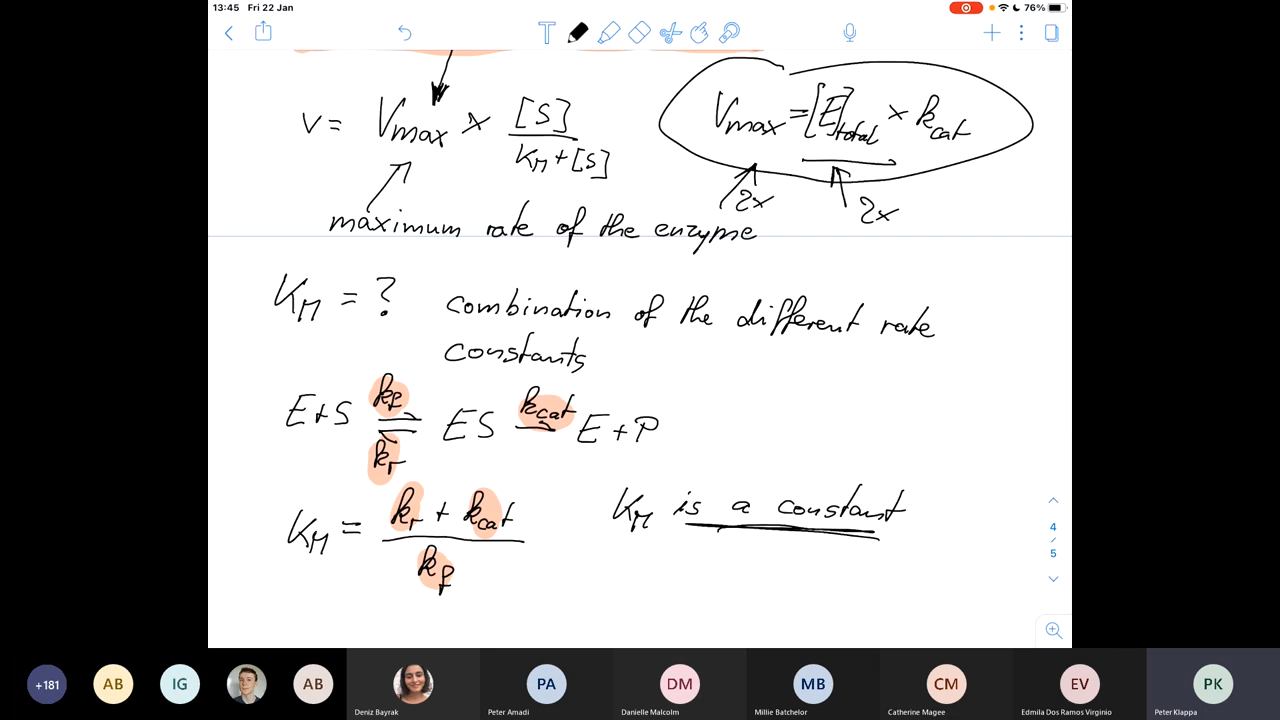 13:45 Fri 22 Jan
76%
T
v = Vmax × [S] / KM + [S]
Vmax = [E]total × kcat
2x
2x
maximum rate of the enzyme
KM = ? combination of the different rate
constants
E+S kf ⇌ kr ES kcat → E + P
KM = kr + kcat / kf
KM is a constant
4
/
5
+181
AB
IG
AB
PA
DM
MB
CM
EV
PK
Deniz Bayrak
Peter Amadi
Danielle Malcolm
Millie Batchelor
Catherine Magee
Edmila Dos Ramos Virginio
Peter Klappa